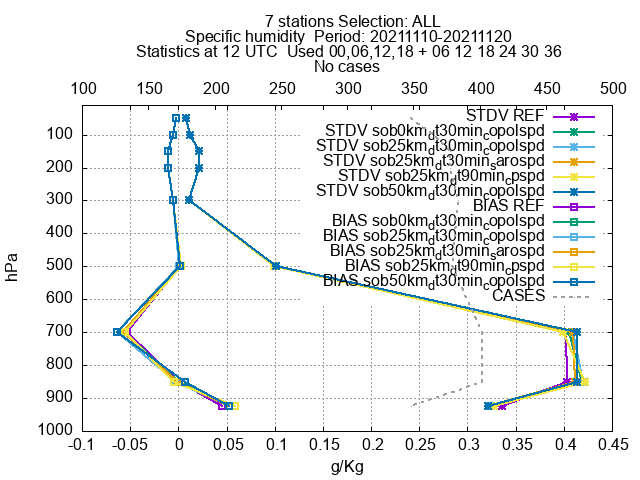 7 stations Selection: ALL
Specific humidity  Period: 20211110-20211120
Statistics at 12 UTC  Used 00,06,12,18 + 06 12 18 24 30 36
No cases
100 150 200 250 300 350 400 450 500
STDV REF
STDV sob0km_dt30min_copolspd
STDV sob25km_dt30min_copolspd
STDV sob25km_dt30min_sarospd
STDV sob25km_dt90min_cpspd
STDV sob50km_dt30min_copolspd
BIAS REF
BIAS sob0km_dt30min_copolspd
BIAS sob25km_dt30min_copolspd
BIAS sob25km_dt30min_sarospd
BIAS sob25km_dt90min_cpspd
BIAS sob50km_dt30min_copolspd
CASES
hPa
100
200
300
400
500
600
700
800
900
1000
-0.1 -0.05 0 0.05 0.1 0.15 0.2 0.25 0.3 0.35 0.4 0.45
g/Kg